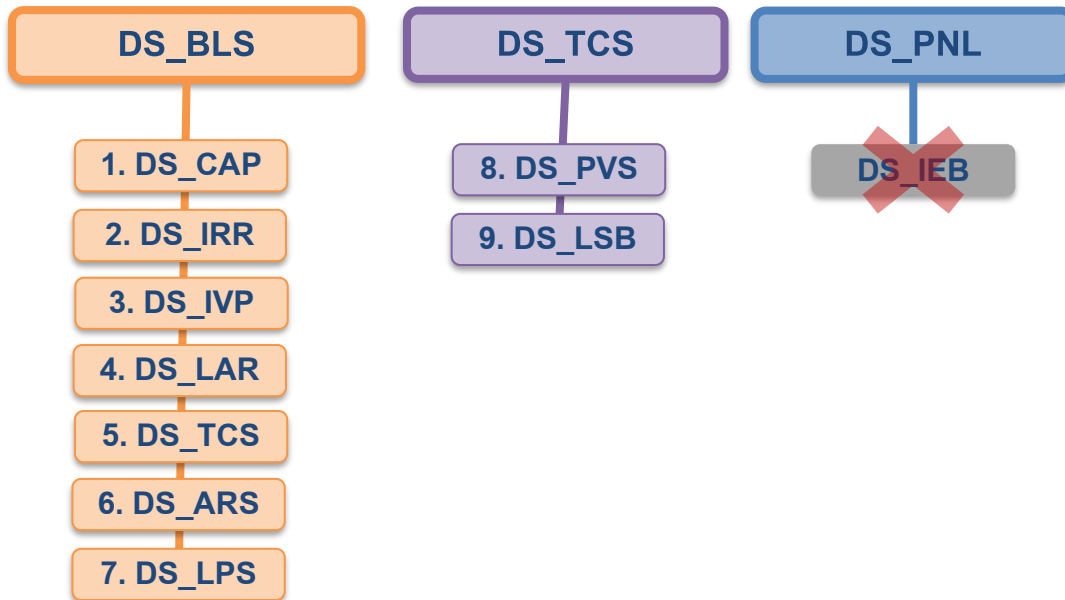 DS_BLS
1. DS_CAP
2. DS_IRR
3. DS_IVP
4. DS_LAR
5. DS_TCS
6. DS_ARS
7. DS_LPS
DS_TCS
8. DS_PVS
9. DS_LSB
DS_PNL
DS_IEB